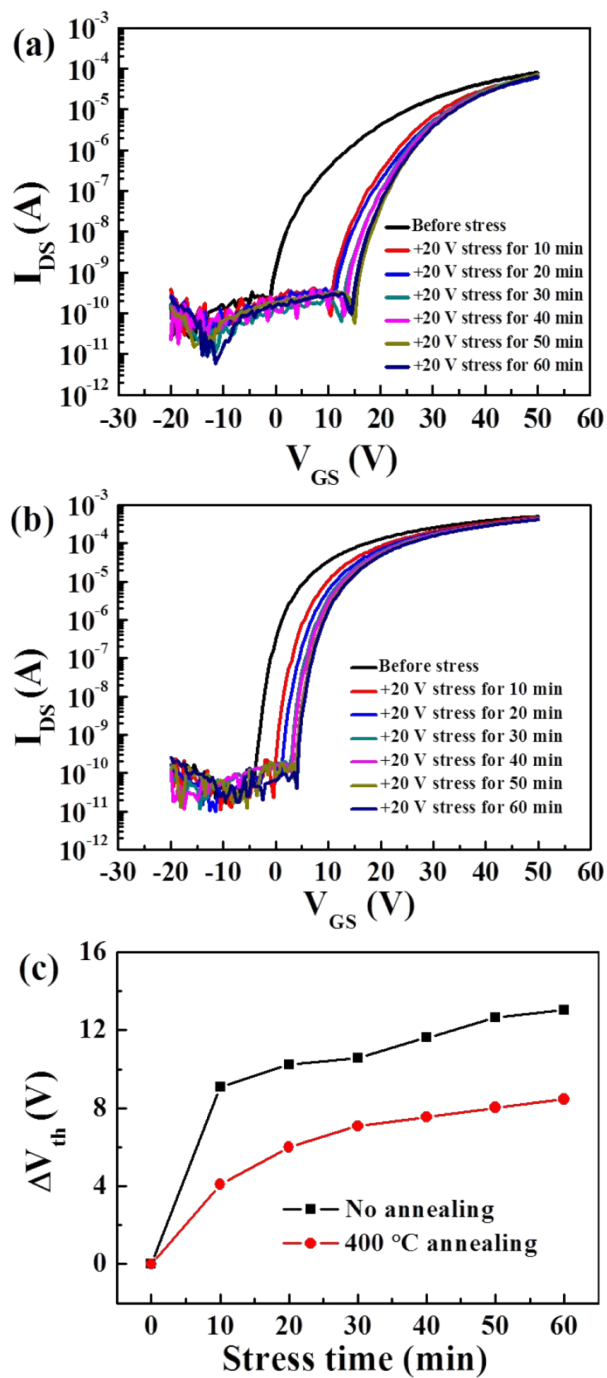 (a)
10⁻³
10⁻⁴
10⁻⁵
10⁻⁶
10⁻⁷
10⁻⁸
10⁻⁹
10⁻¹⁰
10⁻¹¹
10⁻¹²
I_DS (A)
Before stress
+20 V stress for 10 min
+20 V stress for 20 min
+20 V stress for 30 min
+20 V stress for 40 min
+20 V stress for 50 min
+20 V stress for 60 min
-30 -20 -10 0 10 20 30 40 50 60
V_GS (V)
(b)
10⁻³
10⁻⁴
10⁻⁵
10⁻⁶
10⁻⁷
10⁻⁸
10⁻⁹
10⁻¹⁰
10⁻¹¹
10⁻¹²
I_DS (A)
Before stress
+20 V stress for 10 min
+20 V stress for 20 min
+20 V stress for 30 min
+20 V stress for 40 min
+20 V stress for 50 min
+20 V stress for 60 min
-30 -20 -10 0 10 20 30 40 50 60
V_GS (V)
(c)
16
12
8
4
0
ΔV_th (V)
No annealing
400 °C annealing
0 10 20 30 40 50 60
Stress time (min)